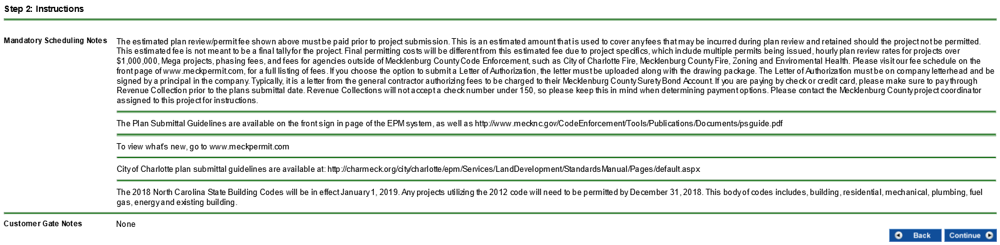 Step 2: Instructions
Mandatory Scheduling Notes
The estimated plan review/permit fee shown above must be paid prior to project submission. This is an estimated amount that is used to cover any fees that may be incurred during plan review and retained should the project not be permitted.
This estimated fee is not meant to be a final tally for the project. Final permitting costs will be different from this estimated fee due to project specifics, which include multiple permits being issued, hourly plan review rates for projects over
$1,000,000, Mega projects, phasing fees, and fees for agencies outside of Mecklenburg County Code Enforcement, such as City of Charlotte Fire, Mecklenburg County Fire, Zoning and Enviromental Health. Please visit our fee schedule on the
front page of www.meckpermit.com, for a full listing of fees. If you choose the option to submit a Letter of Authorization, the letter must be uploaded along with the drawing package. The Letter of Authorization must be on company letterhead and be
signed by a principal in the company. Typically, it is a letter from the general contractor authorizing fees to be charged to their Mecklenburg County Surety Bond Account. If you are paying by check or credit card, please make sure to pay through
Revenue Collection prior to the plans submittal date. Revenue Collections will not accept a check number under 150, so please keep this in mind when determining payment options. Please contact the Mecklenburg County project coordinator
assigned to this project for instructions.
The Plan Submittal Guidelines are available on the front sign in page of the EPM system, as well as http://www.mecknc.gov/CodeEnforcement/Tools/Publications/Documents/psguide.pdf
To view what's new, go to www.meckpermit.com
City of Charlotte plan submittal guidelines are available at: http://charmeck.org/city/charlotte/epm/Services/LandDevelopment/StandardsManual/Pages/default.aspx
The 2018 North Carolina State Building Codes will be in effect January 1, 2019. Any projects utilizing the 2012 code will need to be permitted by December 31, 2018. This body of codes includes, building, residential, mechanical, plumbing, fuel
gas, energy and existing building.
Customer Gate Notes
None
Back
Continue